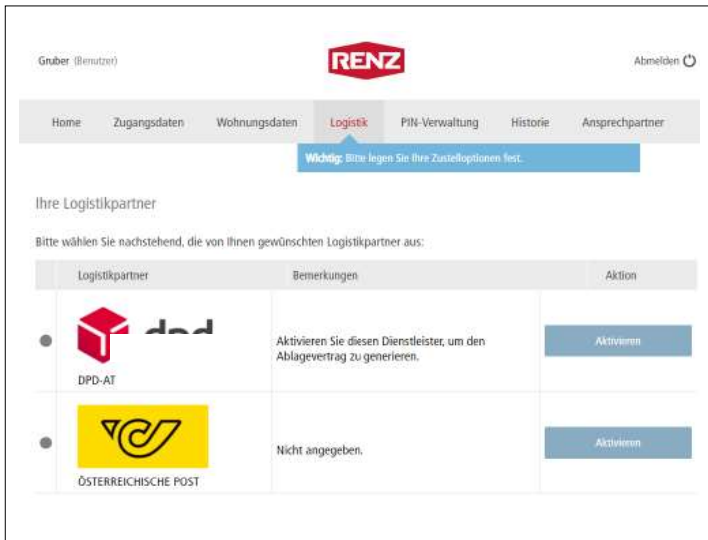 Gruber (Benutzer)
RENZ
Abmelden
Home Zugangsdaten Wohnungsdaten Logistik PIN-Verwaltung Historie Ansprechpartner
Wichtig: Bitte legen Sie Ihre Zustelloptionen fest.
Ihre Logistikpartner
Bitte wählen Sie nachstehend, die von Ihnen gewünschten Logistikpartner aus:
Logistikpartner Bemerkungen Aktion
dpd
Aktivieren Sie diesen Dienstleister, um den
Ablagevertrag zu generieren.
Aktivieren
DPD-AT
Nicht angegeben.
Aktivieren
ÖSTERREICHISCHE POST